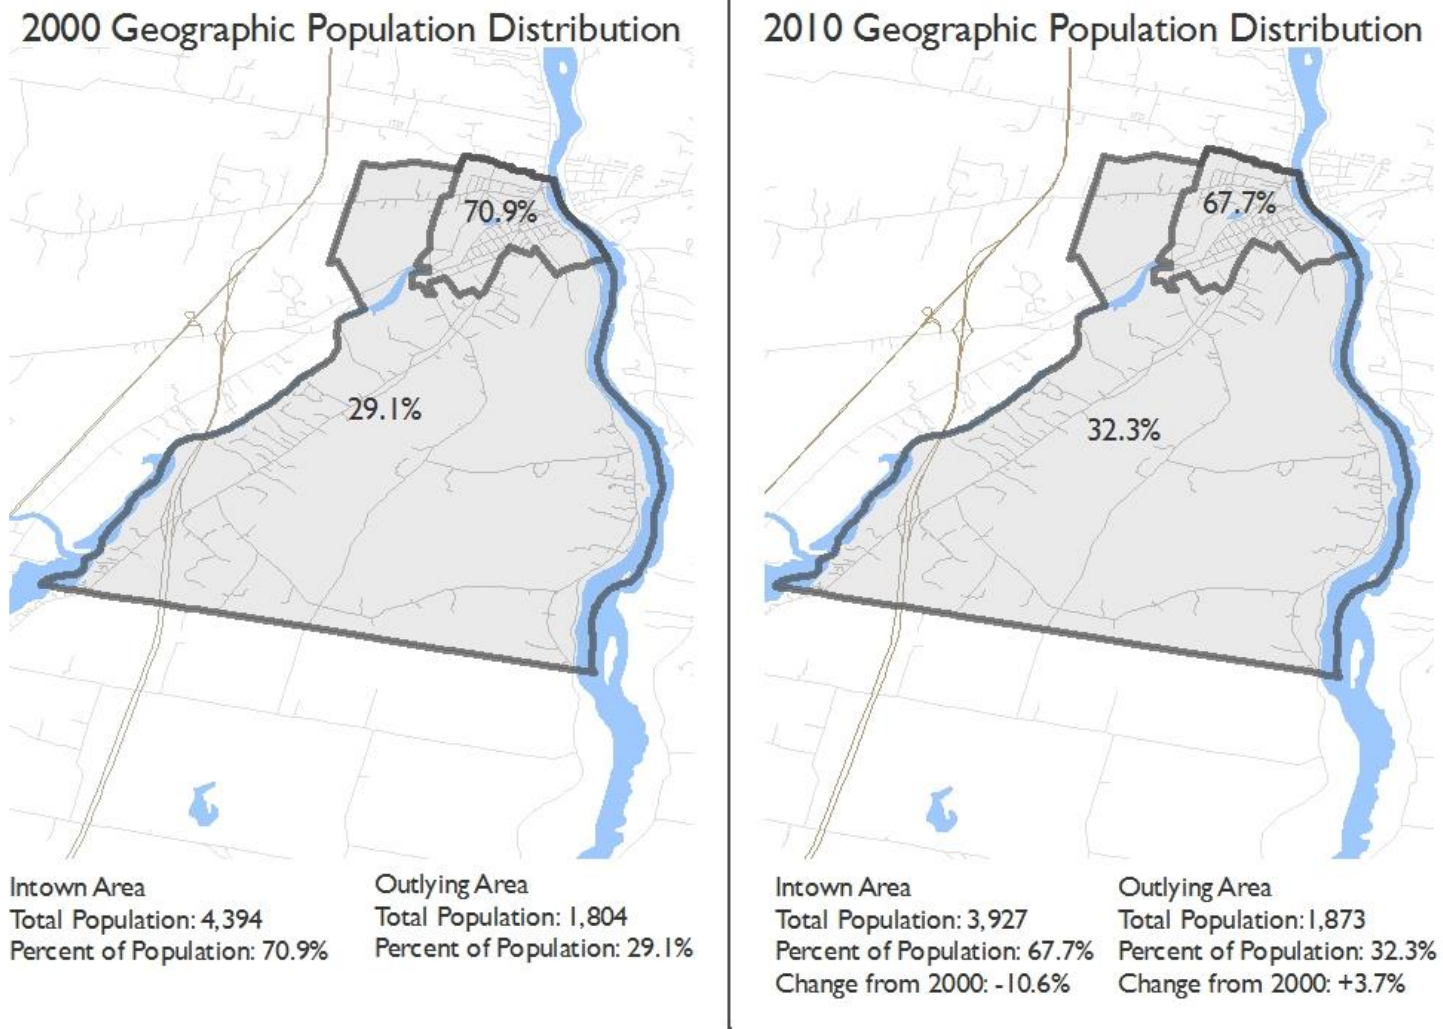 2000 Geographic Population Distribution
70.9%
29.1%
Intown Area
Total Population: 4,394
Percent of Population: 70.9%
Outlying Area
Total Population: 1,804
Percent of Population: 29.1%
2010 Geographic Population Distribution
67.7%
32.3%
Intown Area
Total Population: 3,927
Percent of Population: 67.7%
Change from 2000: -10.6%
Outlying Area
Total Population:1,873
Percent of Population: 32.3%
Change from 2000: +3.7%